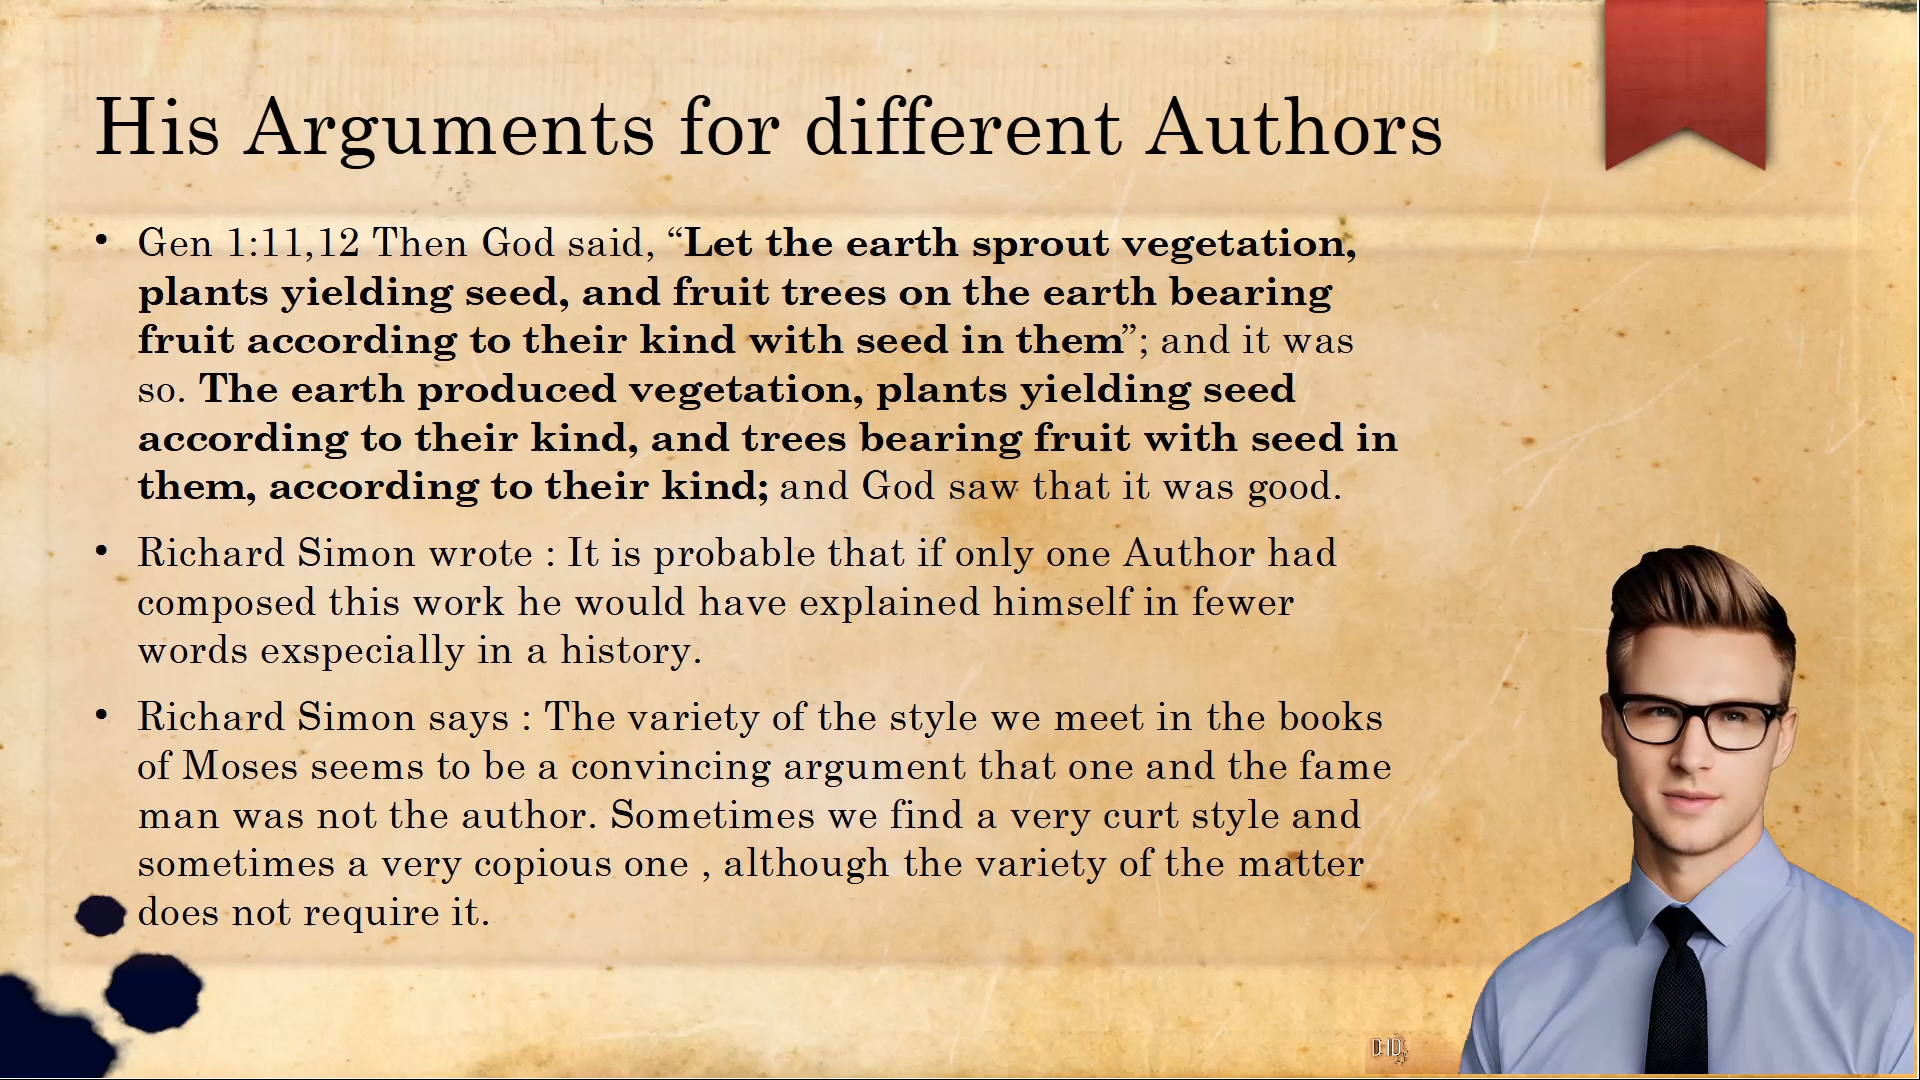 His Arguments for different Authors
• Gen 1:11,12 Then God said, “Let the earth sprout vegetation,
plants yielding seed, and fruit trees on the earth bearing
fruit according to their kind with seed in them”; and it was
so. The earth produced vegetation, plants yielding seed
according to their kind, and trees bearing fruit with seed in
them, according to their kind; and God saw that it was good.
• Richard Simon wrote : It is probable that if only one Author had
composed this work he would have explained himself in fewer
words exspecially in a history.
• Richard Simon says : The variety of the style we meet in the books
of Moses seems to be a convincing argument that one and the fame
man was not the author. Sometimes we find a very curt style and
sometimes a very copious one , although the variety of the matter
does not require it.
D-ID